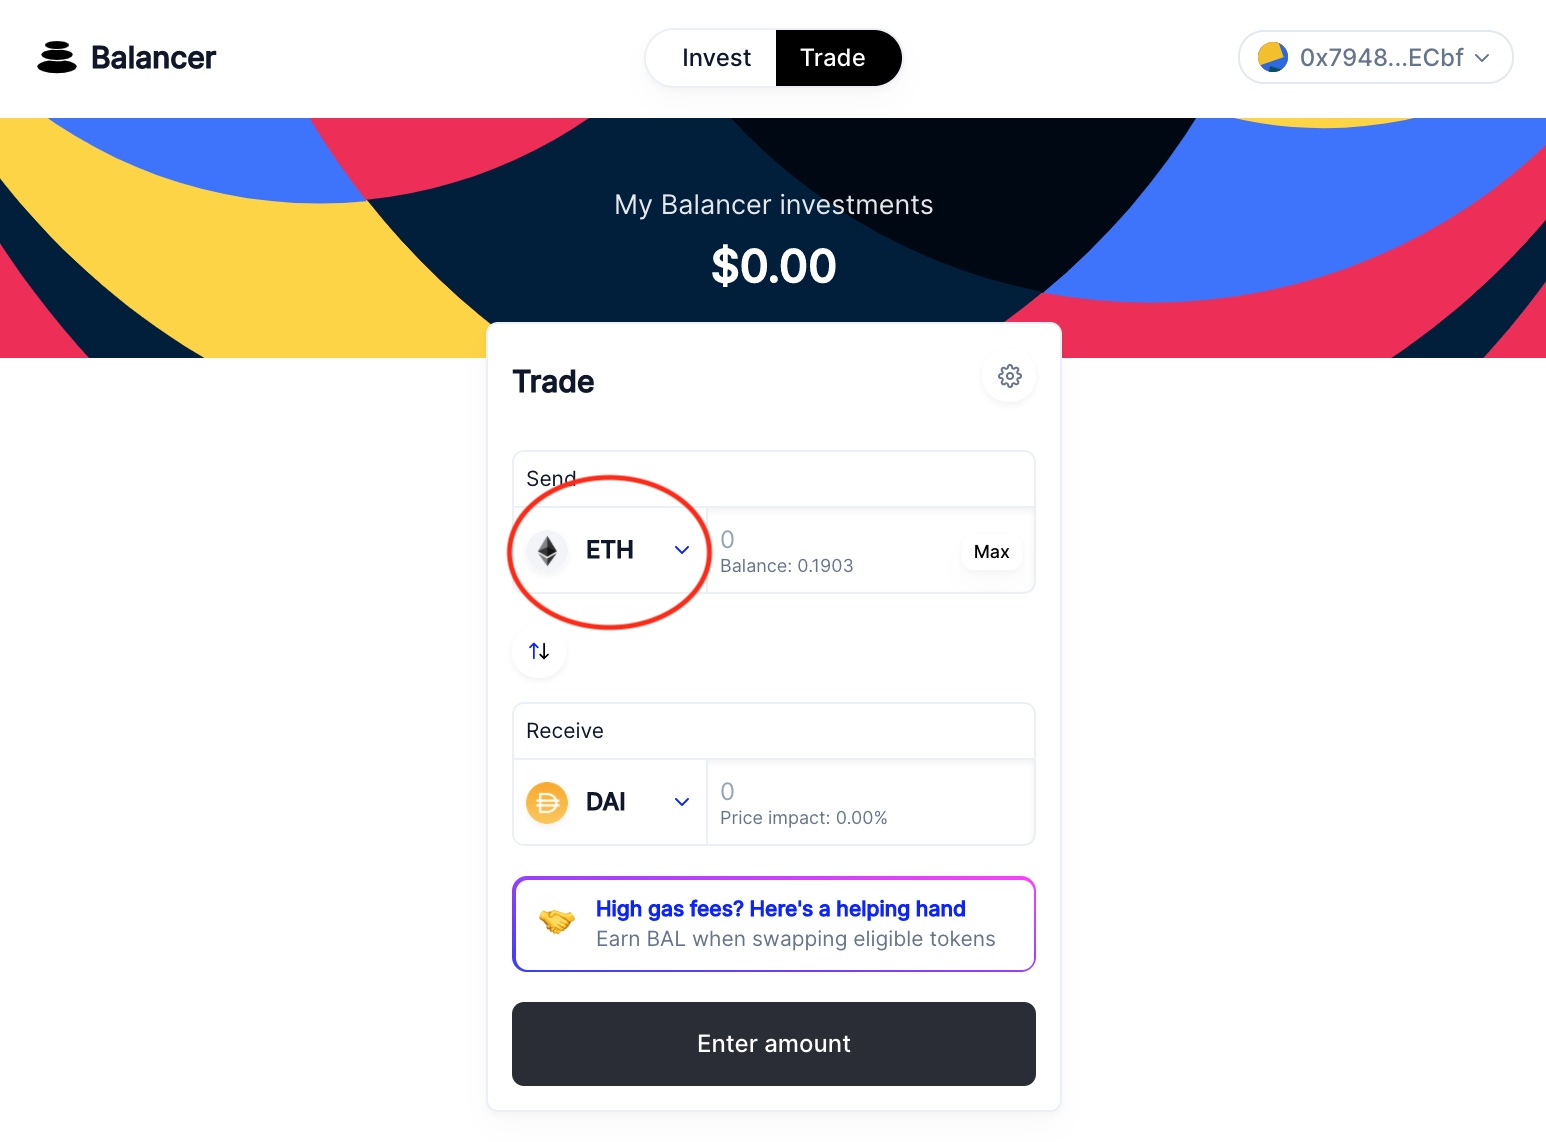 Balancer
Invest
Trade
0x7948...ECbf
My Balancer investments
$0.00
Trade
Send
ETH
0
Balance: 0.1903
Max
Receive
DAI
0
Price impact: 0.00%
High gas fees? Here's a helping hand
Earn BAL when swapping eligible tokens
Enter amount